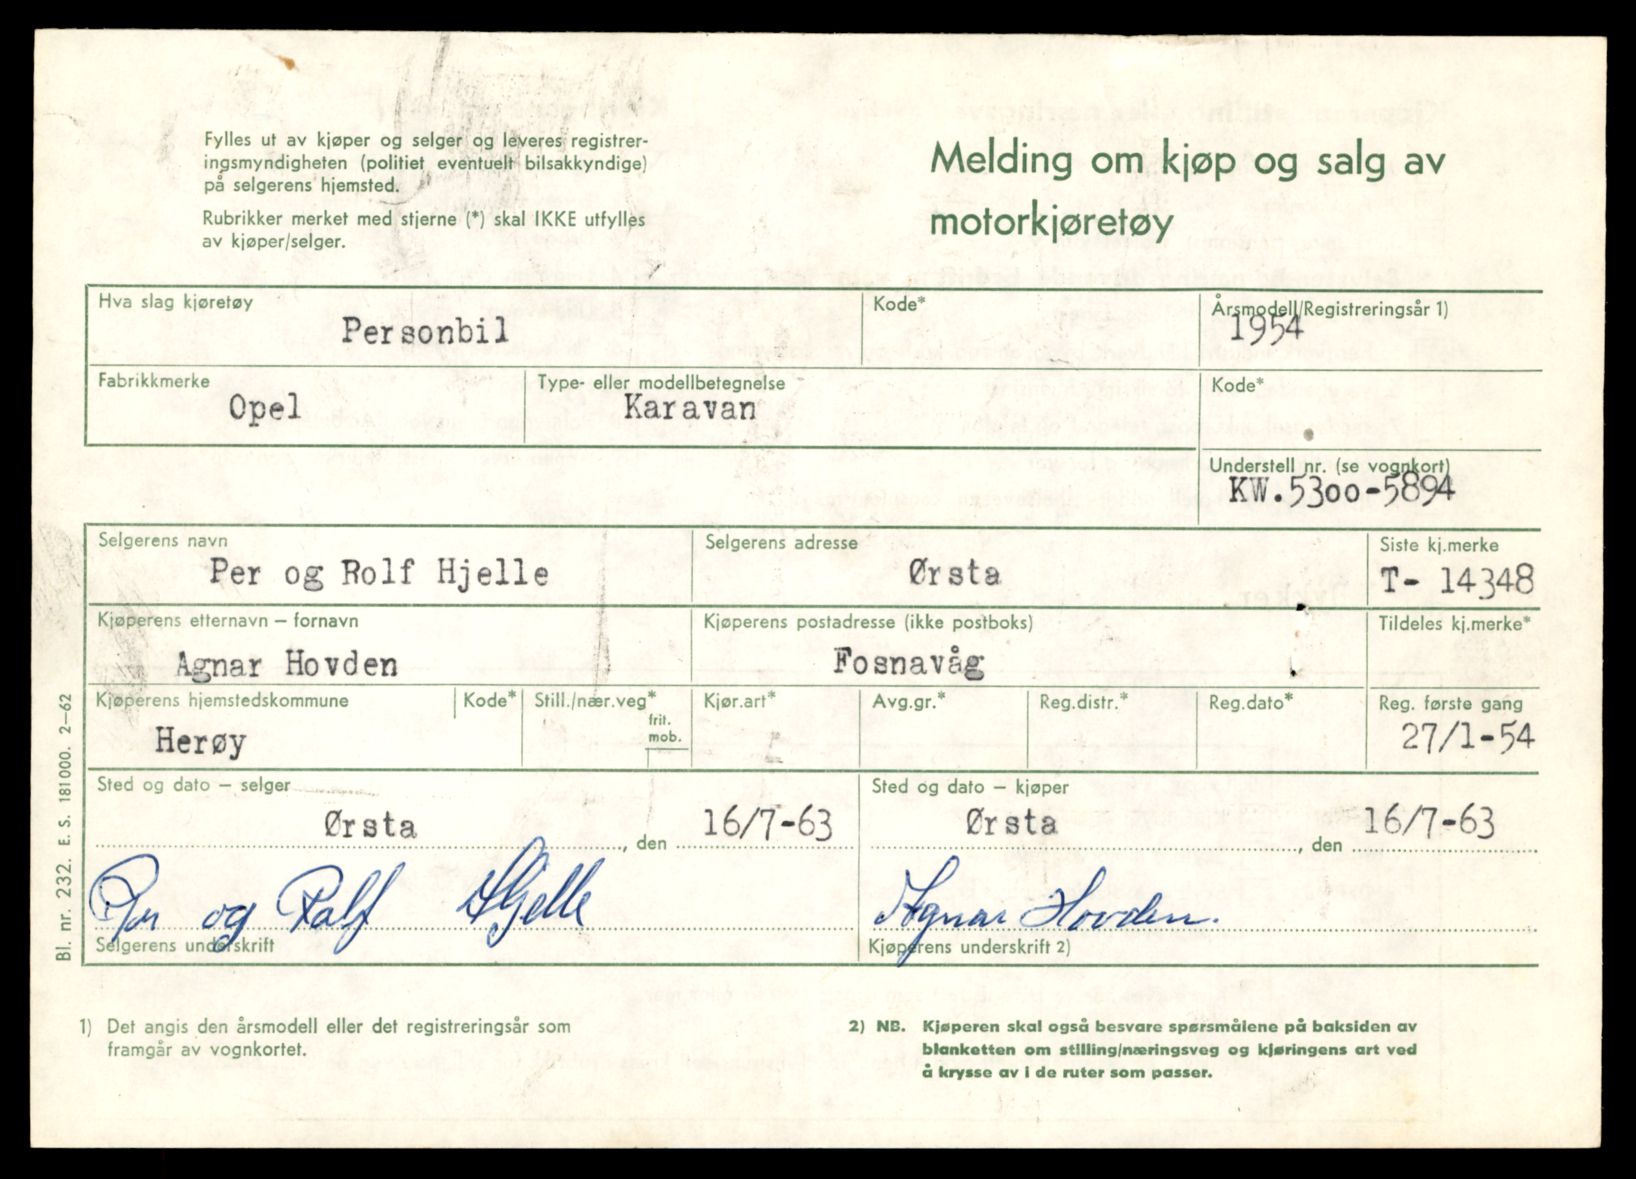 Fylles ut av kjøper og selger og leveres registrer-
ingsmyndigheten (politiet eventuelt bilsakkyndige)
på selgerens hjemsted.
Rubrikker merket med stjerne (*) skal IKKE utfylles
av kjøper/selger.
Melding om kjøp og salg av
motorkjøretøy
Hva slag kjøretøy
Personbil
Kode*
Årsmodell/Registreringsår 1)
1954
Fabrikkmerke
Opel
Type- eller modellbetegnelse
Karavan
Kode*
Understell nr. (se vognkort)
KW.5300-5894
Selgerens navn
Per og Rolf Hjelle
Selgerens adresse
Ørsta
Siste kj.merke
T- 14348
Kjøperens etternavn – fornavn
Agnar Hovden
Kjøperens postadresse (ikke postboks)
Fosnavåg
Tildeles kj.merke*
Kjøperens hjemstedskommune
Herøy
Kode*
Still./nær.veg*
frit.
mob.
Kjør.art*
Avg.gr.*
Reg.distr.*
Reg.dato*
Reg. første gang
27/1-54
Sted og dato – selger
Ørsta, den 16/7-63
Per og Rolf Hjelle
Selgerens underskrift
Sted og dato – kjøper
Ørsta, den 16/7-63
Agnar Hovden.
Kjøperens underskrift 2)
Bl. nr. 232. E. S. 181000. 2–62
1) Det angis den årsmodell eller det registreringsår som
framgår av vognkortet.
2) NB. Kjøperen skal også besvare spørsmålene på baksiden av
blanketten om stilling/næringsveg og kjøringens art ved
å krysse av i de ruter som passer.